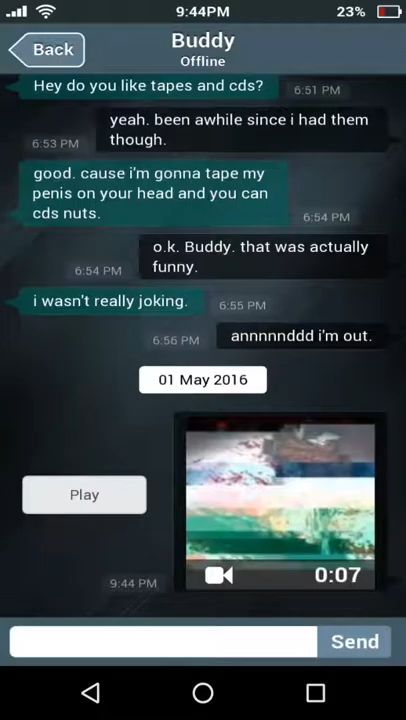 9:44PM
23%
Back
Buddy
Offline
Hey do you like tapes and cds?
6:51 PM
yeah. been awhile since i had them
though.
6:53 PM
good. cause i'm gonna tape my
penis on your head and you can
cds nuts.
6:54 PM
o.k. Buddy. that was actually
funny.
6:54 PM
i wasn't really joking.
6:55 PM
annnnnddd i'm out.
6:56 PM
01 May 2016
Play
0:07
9:44 PM
Send